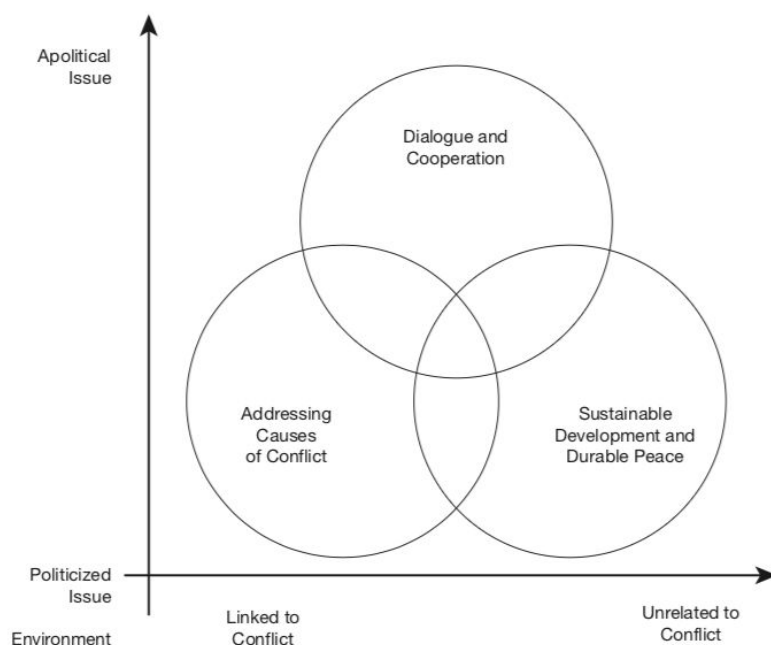 Apolitical
Issue
Dialogue and
Cooperation
Addressing
Causes
of Conflict
Sustainable
Development and
Durable Peace
Politicized
Issue
Environment
Linked to
Conflict
Unrelated to
Conflict